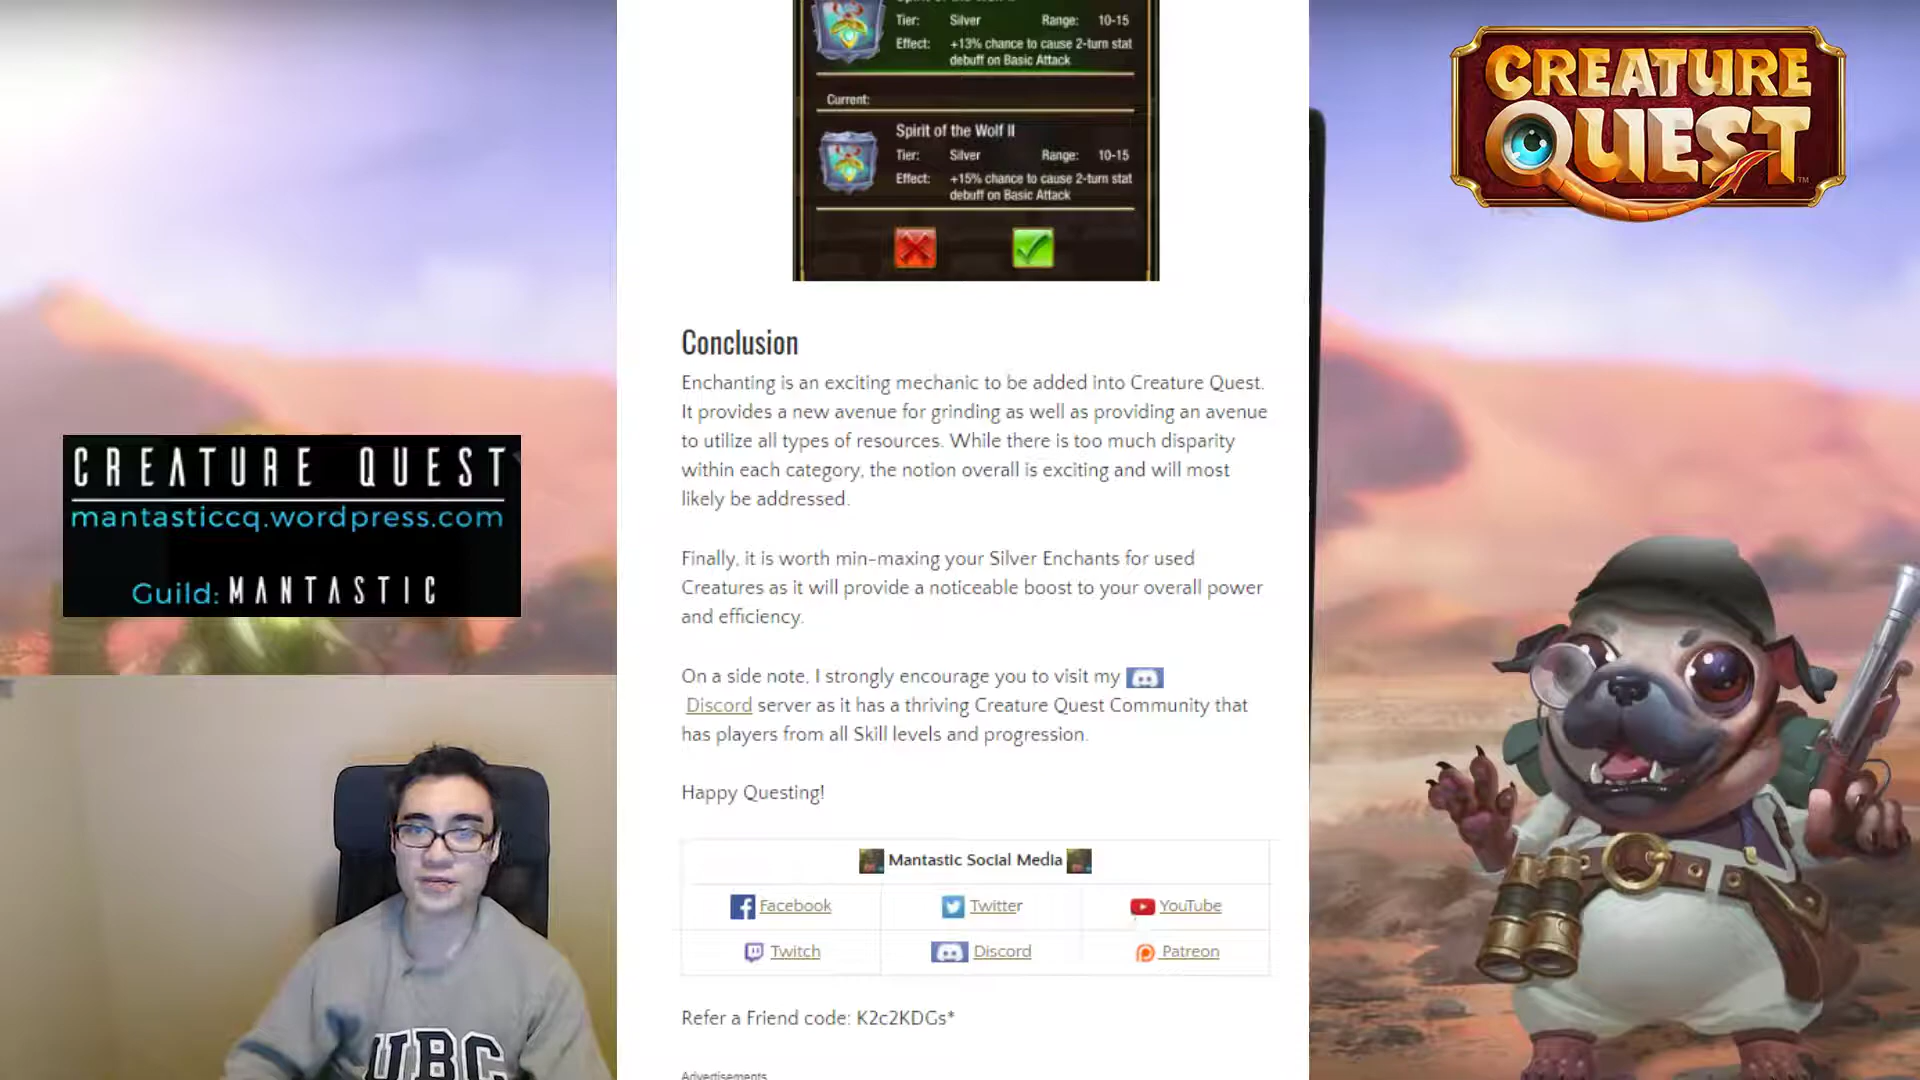 Tier: Silver Range: 10-15
Effect: +13% chance to cause 2-turn stat
debuff on Basic Attack
Current:
Spirit of the Wolf II
Tier: Silver Range: 10-15
Effect: +15% chance to cause 2-turn stat
debuff on Basic Attack
CREATURE
QUEST
TM
CREATURE QUEST
mantasticcq.wordpress.com
Guild: MANTASTIC
Conclusion
Enchanting is an exciting mechanic to be added into Creature Quest.
It provides a new avenue for grinding as well as providing an avenue
to utilize all types of resources. While there is too much disparity
within each category, the notion overall is exciting and will most
likely be addressed.
Finally, it is worth min-maxing your Silver Enchants for used
Creatures as it will provide a noticeable boost to your overall power
and efficiency.
On a side note, I strongly encourage you to visit my
Discord server as it has a thriving Creature Quest Community that
has players from all Skill levels and progression.
Happy Questing!
Mantastic Social Media
Facebook Twitter YouTube
Twitch Discord Patreon
Refer a Friend code: K2c2KDGs*
Advertisements
UBC